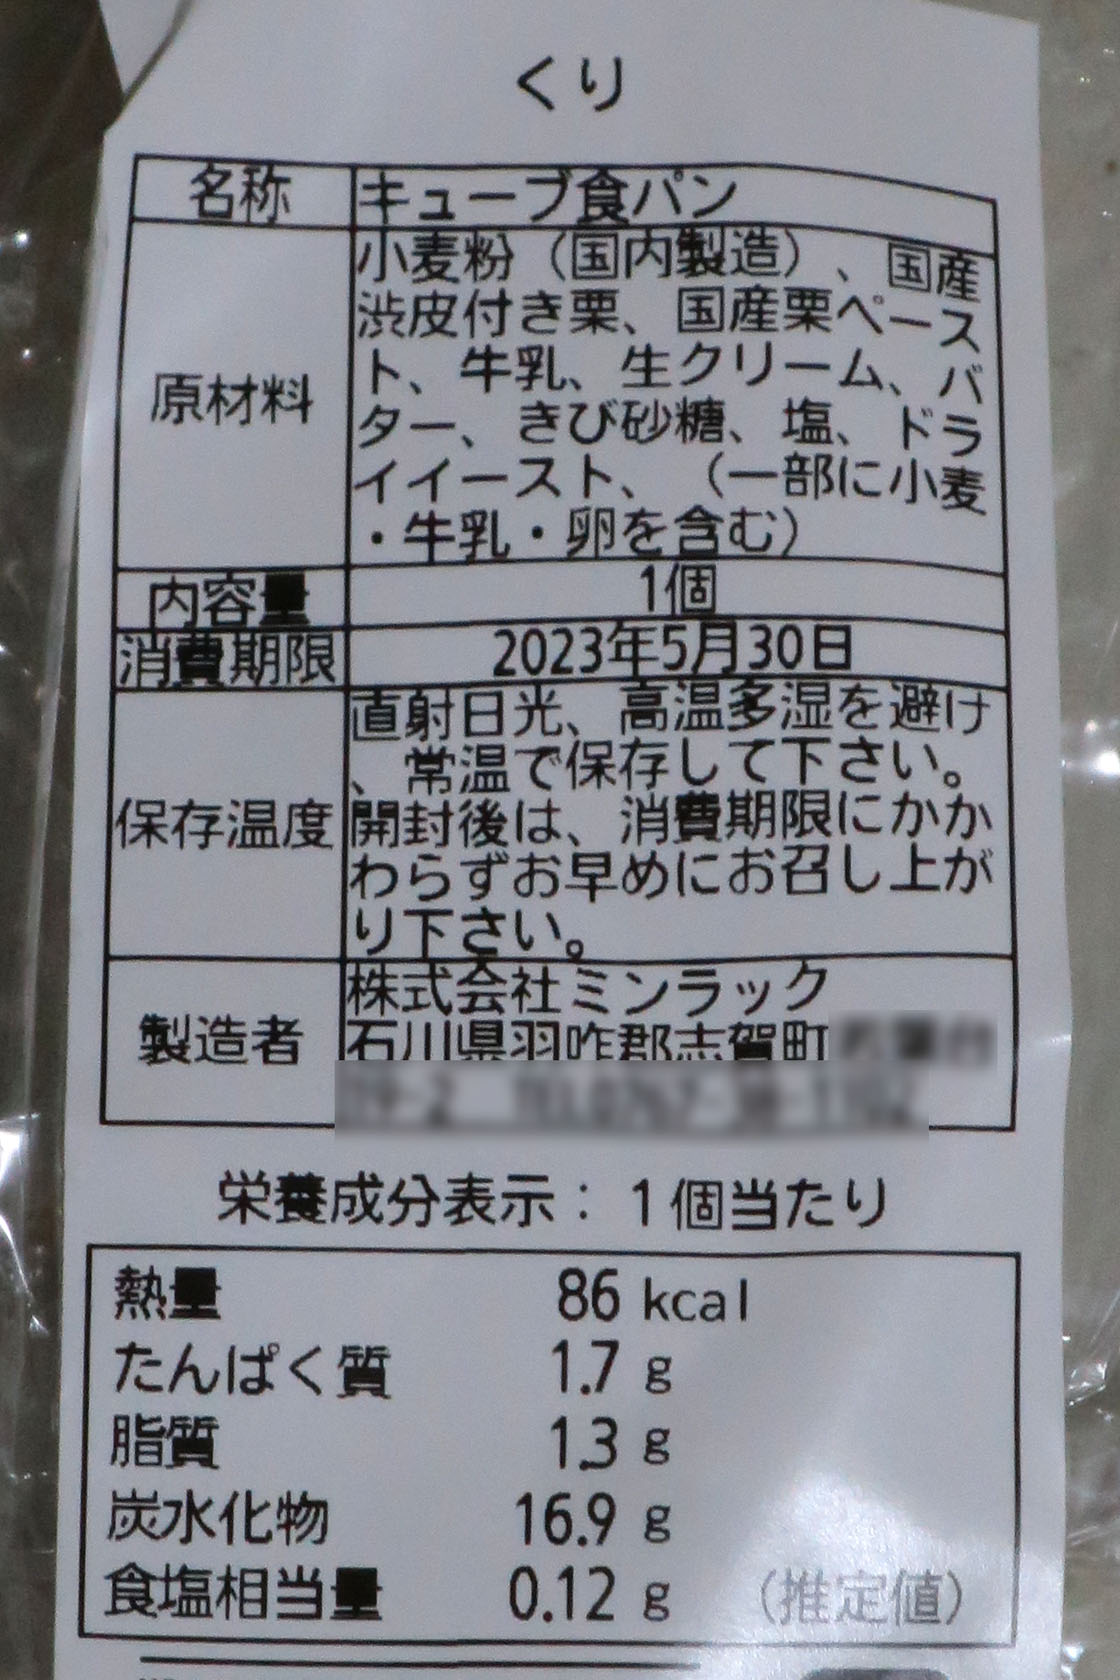 くり
名称 キューブ食パン
原材料 小麦粉（国内製造）、国産
渋皮付き栗、国産栗ペース
ト、牛乳、生クリーム、バ
ター、きび砂糖、塩、ドラ
イイースト、（一部に小麦
・牛乳・卵を含む）
内容量 1個
消費期限 2023年5月30日
保存温度 直射日光、高温多湿を避け
、常温で保存して下さい。
開封後は、消費期限にかか
わらずお早めにお召し上が
り下さい。
製造者 株式会社ミンラック
石川県羽咋郡志賀町
栄養成分表示：1個当たり
熱量 86 kcal
たんぱく質 1.7 g
脂質 1.3 g
炭水化物 16.9 g
食塩相当量 0.12 g （推定値）